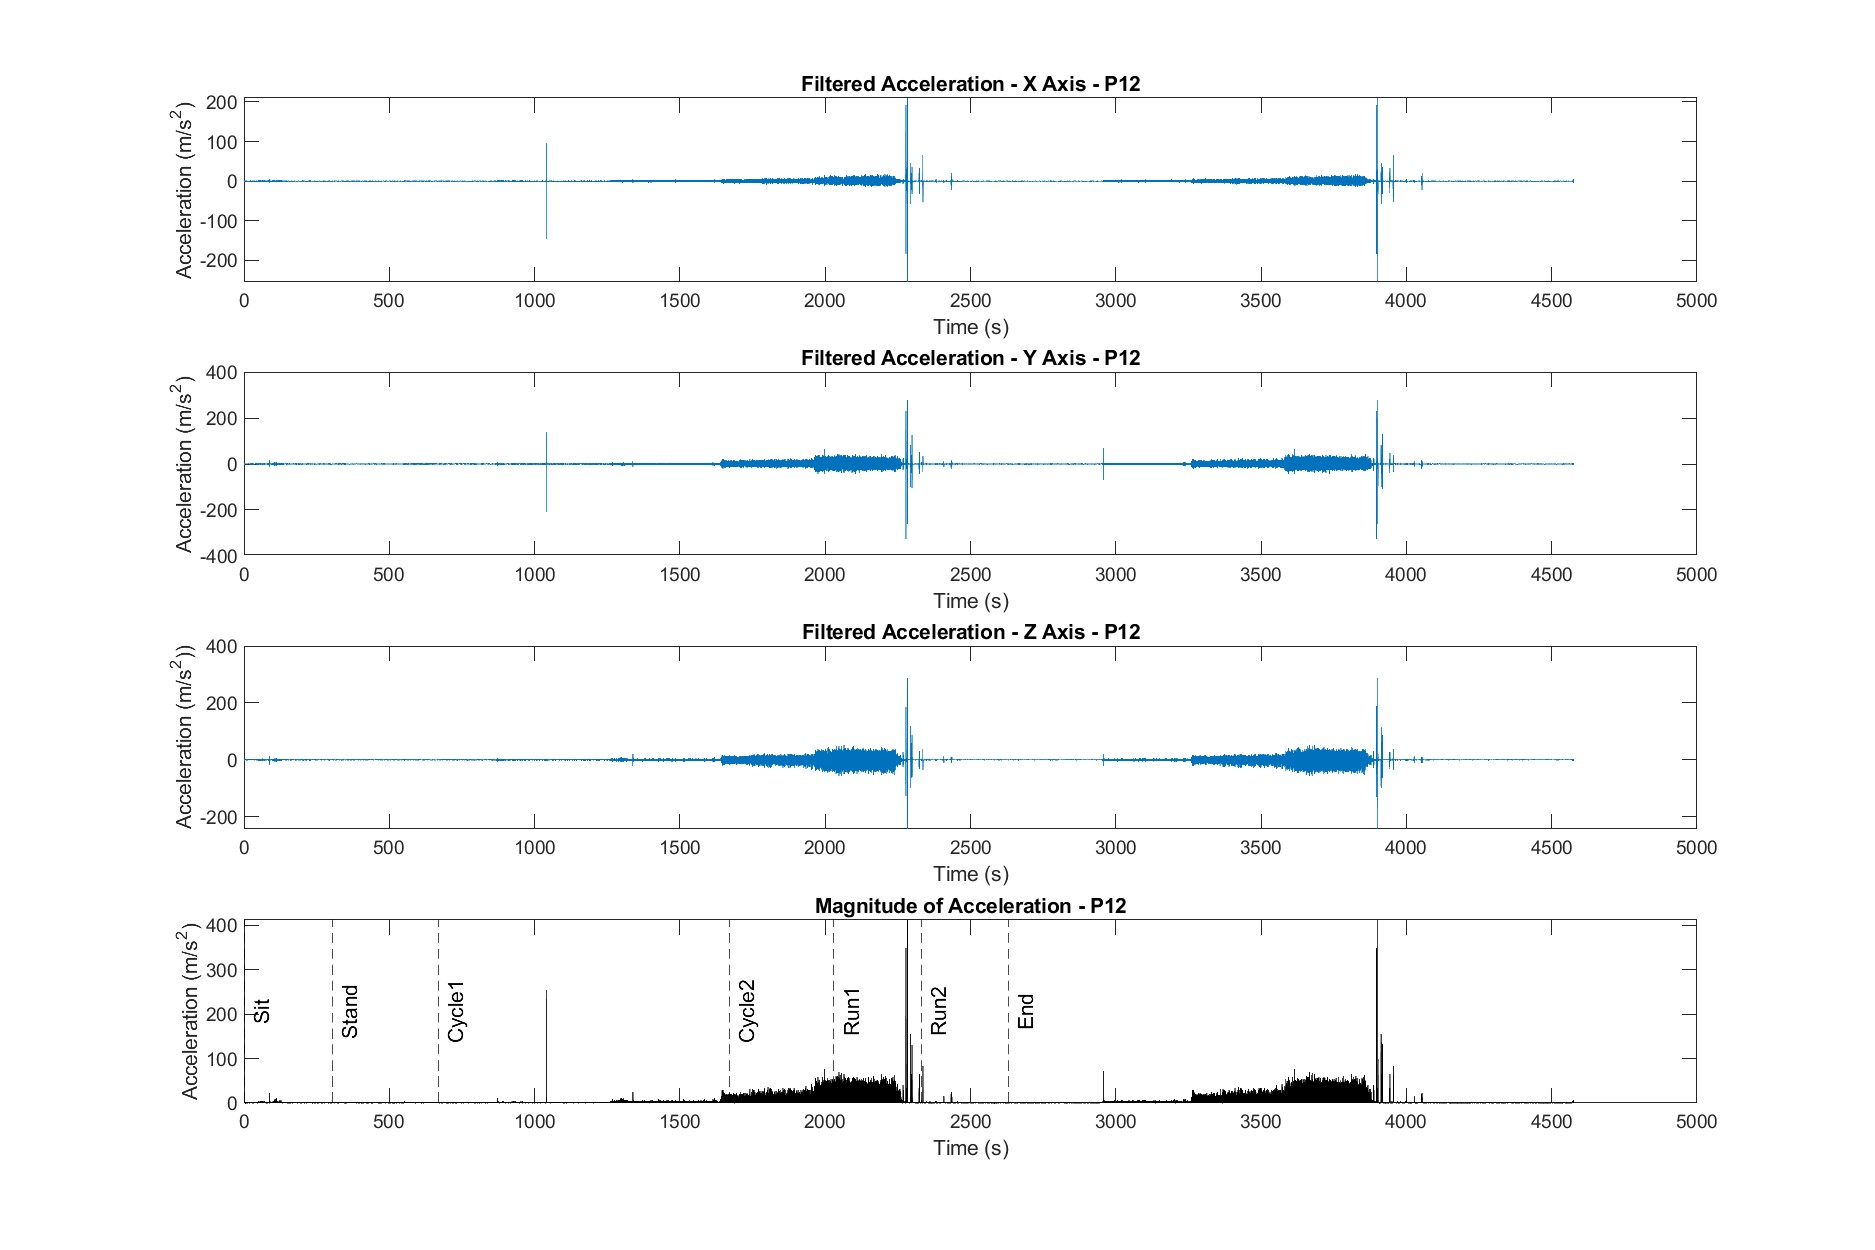 Filtered Acceleration - X Axis - P12
Acceleration (m/s²)
200
100
0
-100
-200
0 500 1000 1500 2000 2500 3000 3500 4000 4500 5000
Time (s)
Filtered Acceleration - Y Axis - P12
Acceleration (m/s²)
400
200
0
-200
-400
0 500 1000 1500 2000 2500 3000 3500 4000 4500 5000
Time (s)
Filtered Acceleration - Z Axis - P12
Acceleration (m/s²))
400
200
0
-200
0 500 1000 1500 2000 2500 3000 3500 4000 4500 5000
Time (s)
Magnitude of Acceleration - P12
Acceleration (m/s²)
400
300
200
100
0
Sit
Stand
Cycle1
Cycle2
Run1
Run2
End
0 500 1000 1500 2000 2500 3000 3500 4000 4500 5000
Time (s)